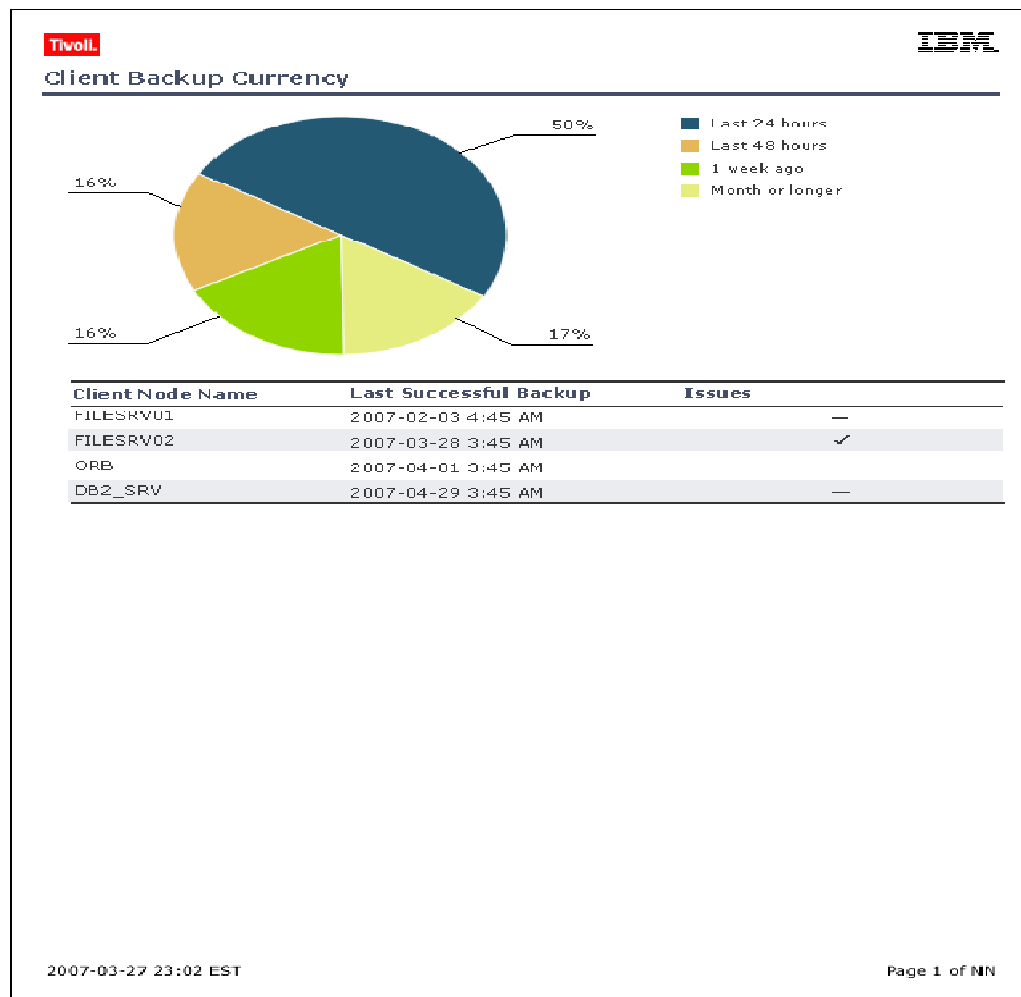 Tivoli.
IBM
Client Backup Currency
50%
16%
16%
17%
Last 24 hours
Last 48 hours
1 week ago
Month or longer
Client Node Name Last Successful Backup Issues
FILESRV01 2007-02-03 4:45 AM —
FILESRV02 2007-03-28 3:45 AM ✓
ORB 2007-04-01 3:45 AM
DB2_SRV 2007-04-29 3:45 AM —
2007-03-27 23:02 EST
Page 1 of NN